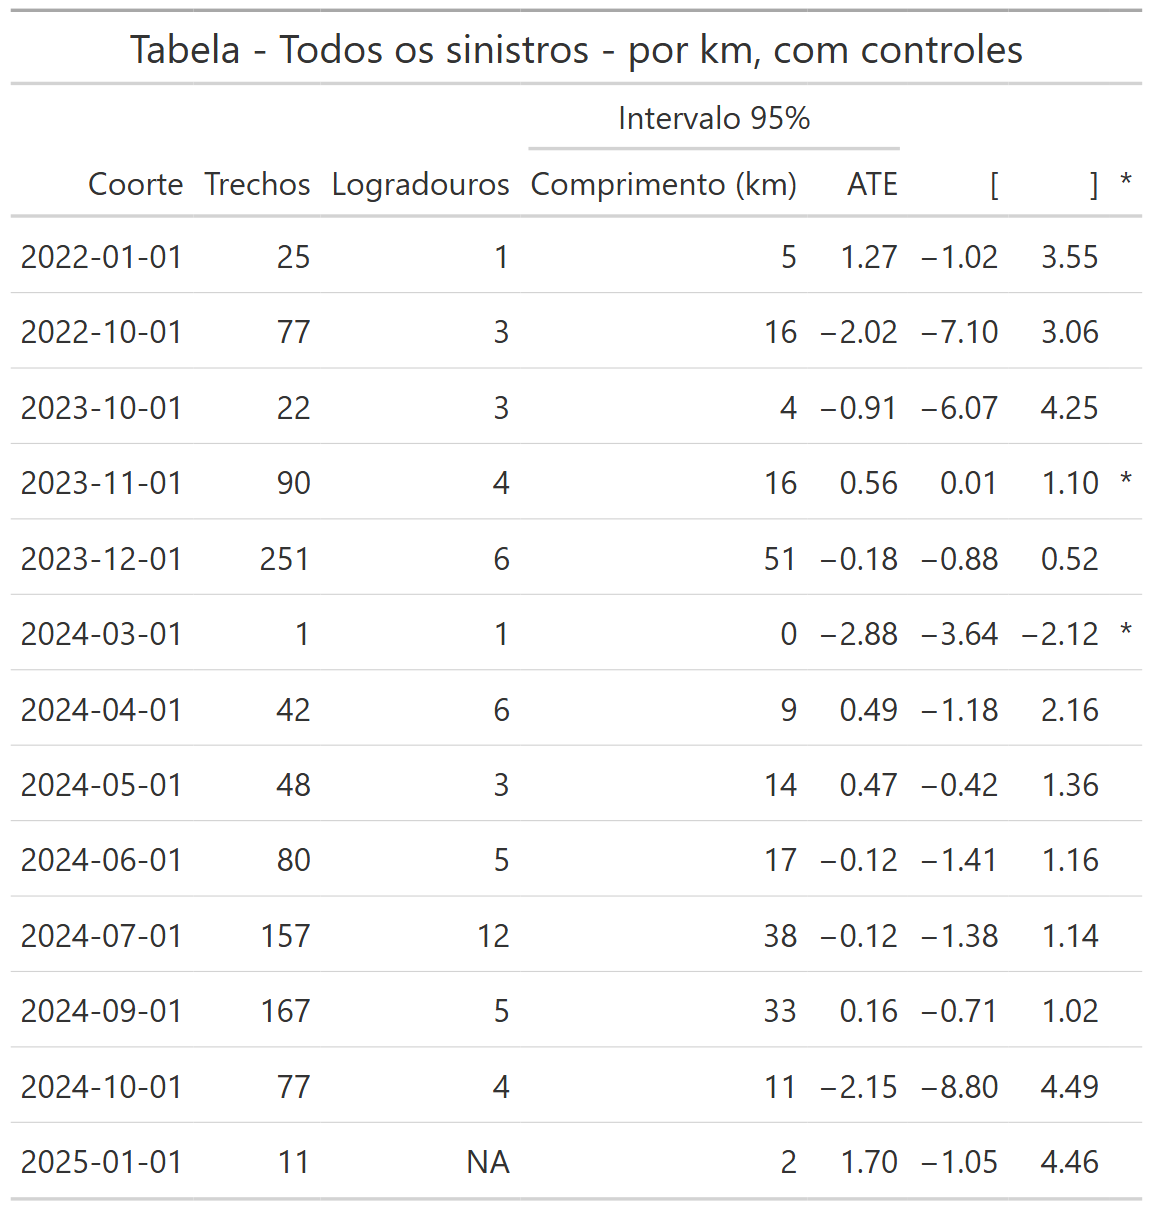 Tabela - Todos os sinistros - por km, com controles
Intervalo 95%
Coorte Trechos Logradouros Comprimento (km) ATE [ ] *
2022-01-01 25 1 5 1.27 −1.02 3.55
2022-10-01 77 3 16 −2.02 −7.10 3.06
2023-10-01 22 3 4 −0.91 −6.07 4.25
2023-11-01 90 4 16 0.56 0.01 1.10 *
2023-12-01 251 6 51 −0.18 −0.88 0.52
2024-03-01 1 1 0 −2.88 −3.64 −2.12 *
2024-04-01 42 6 9 0.49 −1.18 2.16
2024-05-01 48 3 14 0.47 −0.42 1.36
2024-06-01 80 5 17 −0.12 −1.41 1.16
2024-07-01 157 12 38 −0.12 −1.38 1.14
2024-09-01 167 5 33 0.16 −0.71 1.02
2024-10-01 77 4 11 −2.15 −8.80 4.49
2025-01-01 11 NA 2 1.70 −1.05 4.46